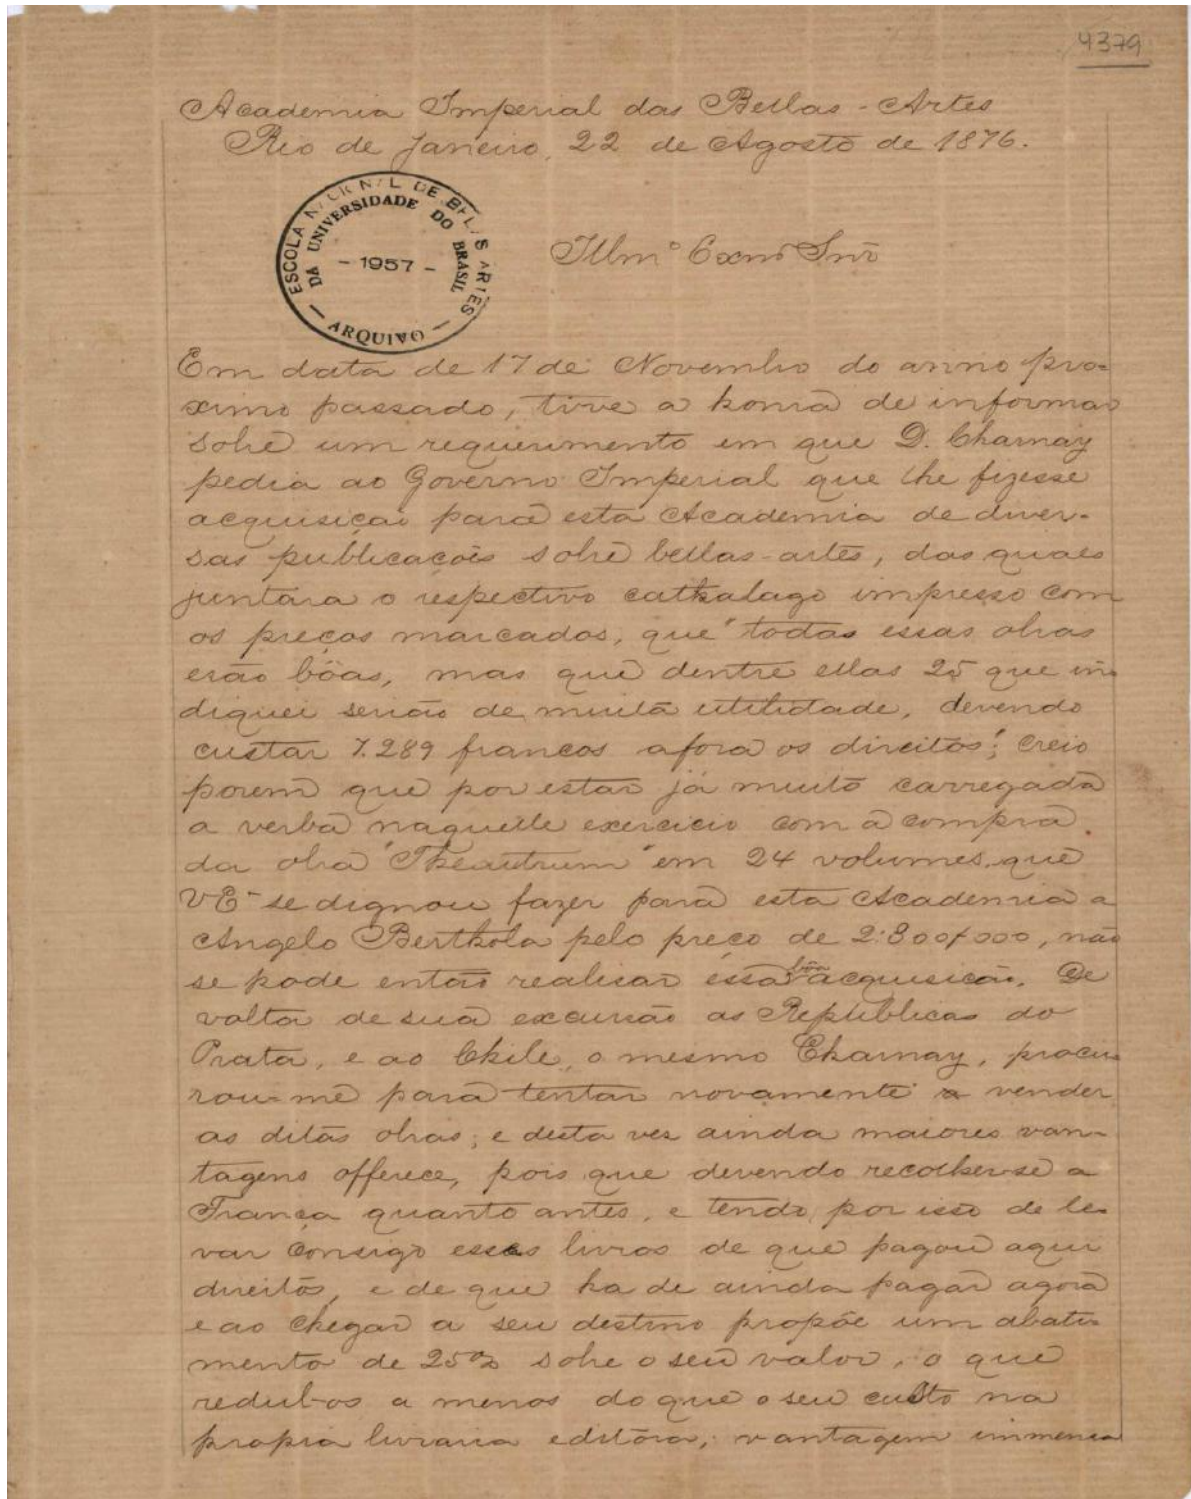 4379
Academia Imperial das Bellas-Artes
Rio de Janeiro, 22 de Agosto de 1876.
ESCOLA NACIONAL DE BELAS ARTES
DA UNIVERSIDADE DO BRASIL
- 1957 -
- ARQUIVO -
Illmº Exmº Snr
Em data de 17 de Novembro do anno pro-
ximo passado, tive a honra de informar
sobre um requerimento em que D. Charnay
pedia ao Governo Imperial que lhe fizesse
acquisição para esta Academia de diver-
sas publicações sobre bellas-artes, das quaes
juntara o respectivo cathalago impresso com
os preços marcados, que "todas essas obras
erão bôas, mas que dentre ellas 25 que in-
diquei serião de muita utilidade, devendo
custar 7.289 francos afora os direitos"; creio
porem que por estar já muito carregada
a verba naquelle exercicio com a compra
da obra "Theautrum" em 24 volumes que
VEª se dignou fazer para esta Academia a
Angelo Berthola pelo preço de 2:800$000, não
se pode então realisar essa bôa acquisição. De
volta de sua excursão as Republicas do
Prata, e ao Chile, o mesmo Charnay, procu-
rou-me para tentar novamente a vender
as ditas obras; e desta vez ainda maiores van-
tagens offerece, pois que devendo recolher-se a
França quanto antes, e tendo por isso de le-
var consigo esses livros de que pagou aqui
direitos, e de que ha de ainda pagar agora
e ao chegar a seu destino propõe um abati-
mento de 25% sobre o seu valor, o que
redul-os a menos do que o seu custo na
propria livraria editora; vantagem immensa